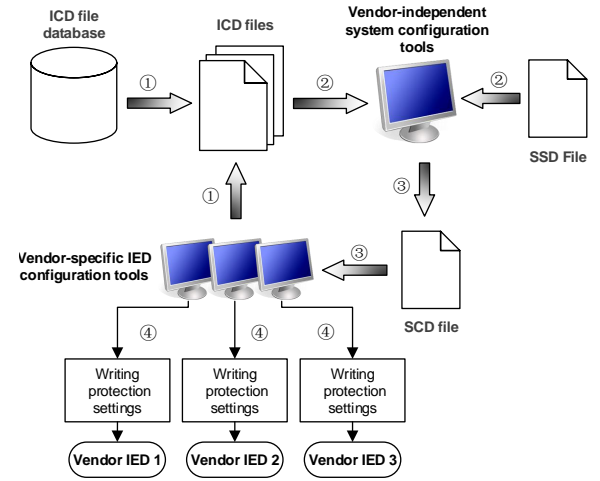 ICD file
database
ICD files
Vendor-independent
system configuration
tools
①
②
②
SSD File
①
③
Vendor-specific IED
configuration tools
③
SCD file
④
④
④
Writing
protection
settings
Writing
protection
settings
Writing
protection
settings
Vendor IED 1
Vendor IED 2
Vendor IED 3